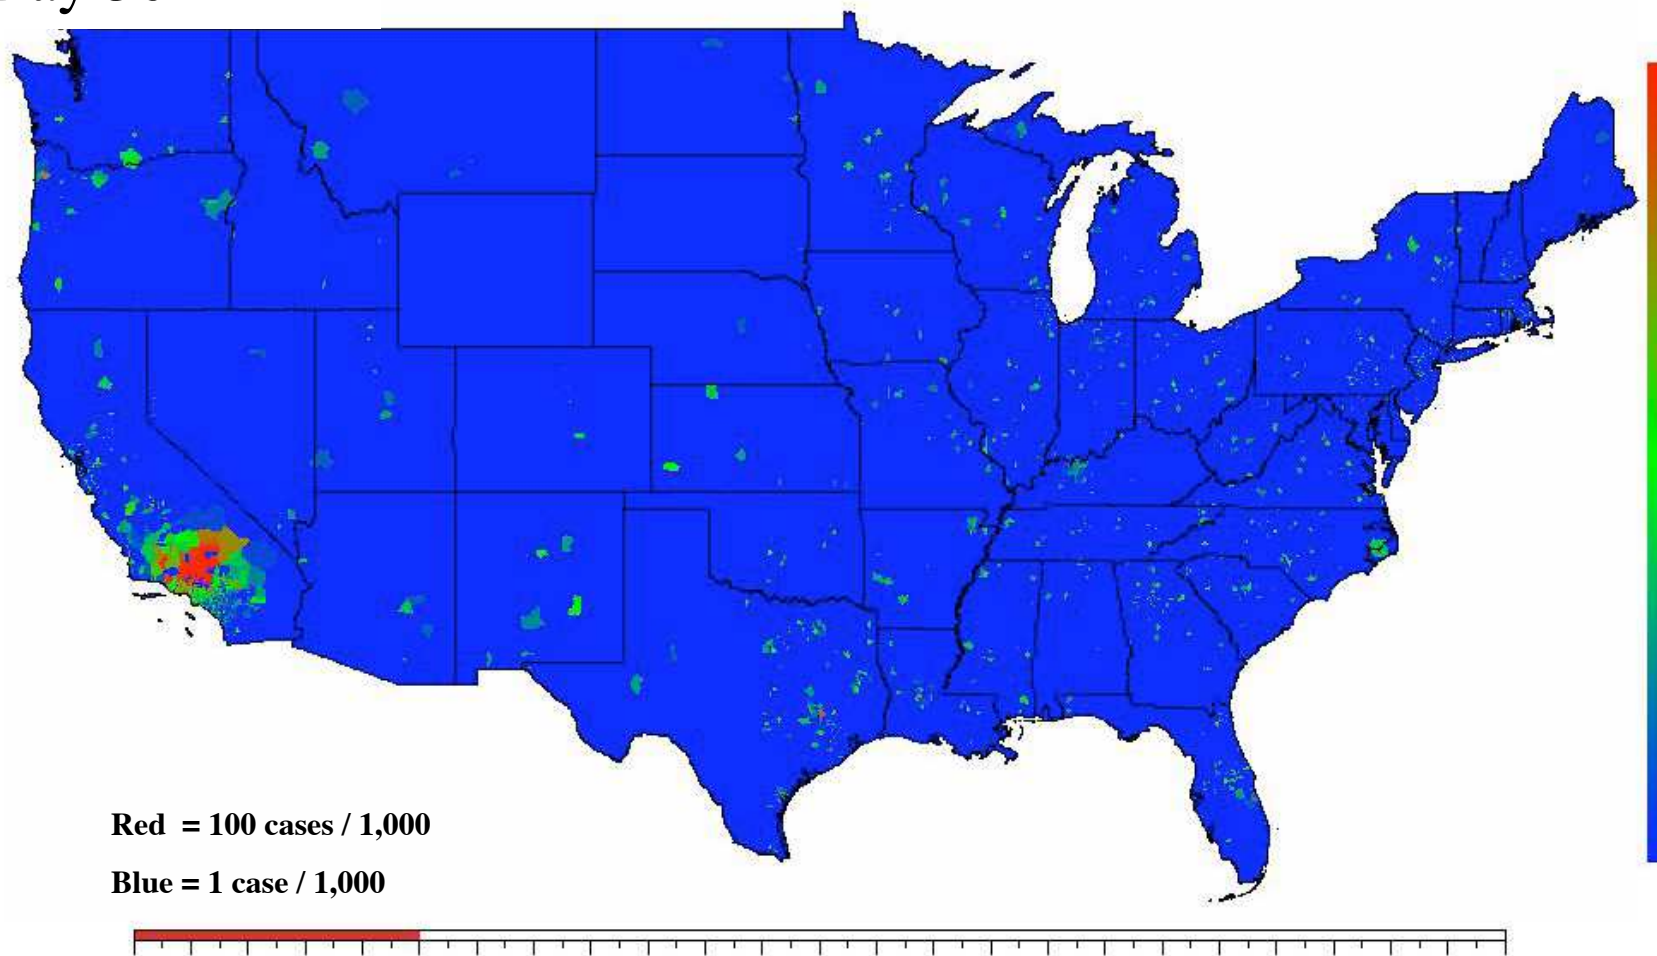 Red = 100 cases / 1,000
Blue = 1 case / 1,000